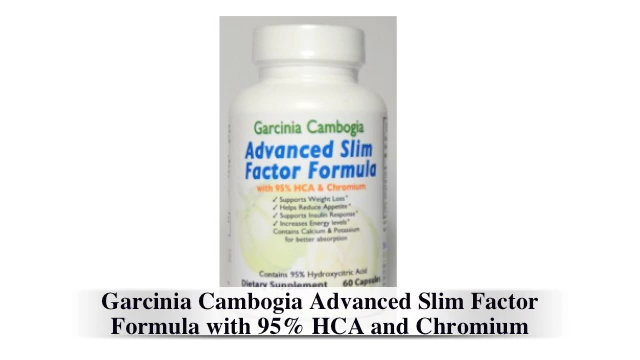 Garcinia Cambogia
Advanced Slim
Factor Formula
with 95% HCA & Chromium
✓ Supports Weight Loss*
✓ Helps Reduce Appetite*
✓ Supports Insulin Response*
✓ Increases Energy levels*
Contains Calcium & Potassium
for better absorption
Contains 95% Hydroxycitric Acid
Dietary Supplement 60 Capsules
Garcinia Cambogia Advanced Slim Factor
Formula with 95% HCA and Chromium